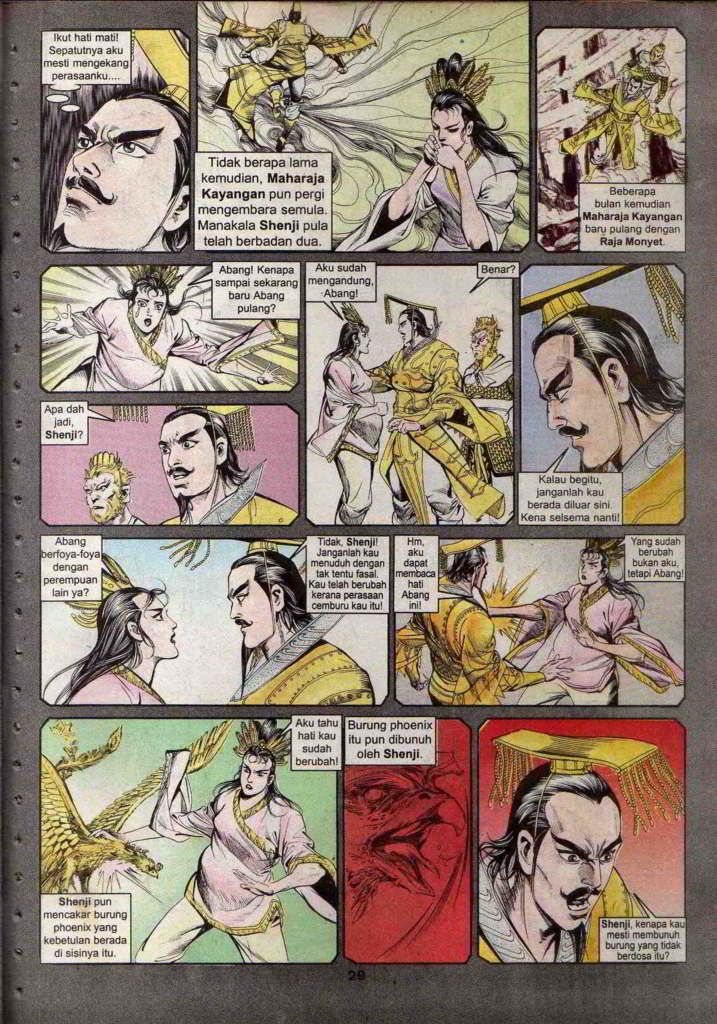 Ikut hati mati!
Sepatutnya aku
mesti mengekang
perasaanku....
Tidak berapa lama
kemudian, Maharaja
Kayangan pun pergi
mengembara semula.
Manakala Shenji pula
telah berbadan dua.
Beberapa
bulan kemudian
Maharaja Kayangan
baru pulang dengan
Raja Monyet.
Abang! Kenapa
sampai sekarang
baru Abang
pulang?
Apa dah
jadi,
Shenji?
Aku sudah
mengandung,
Abang!
Benar?
Kalau begitu,
janganlah kau
berada diluar sini.
Kena selsema nanti!
Abang
berfoya-foya
dengan
perempuan
lain ya?
Tidak, Shenji!
Janganlah kau
menuduh dengan
tak tentu fasal.
Kau telah berubah
kerana perasaan
cemburu kau itu!
Hm,
aku
dapat
membaca
hati
Abang
ini!
Yang sudah
berubah
bukan aku,
tetapi Abang!
Aku tahu
hati kau
sudah
berubah!
Shenji pun
mencakar burung
phoenix yang
kebetulan berada
di sisinya itu.
Burung phoenix
itu pun dibunuh
oleh Shenji.
Shenji, kenapa kau
mesti membunuh
burung yang tidak
berdosa itu?
29